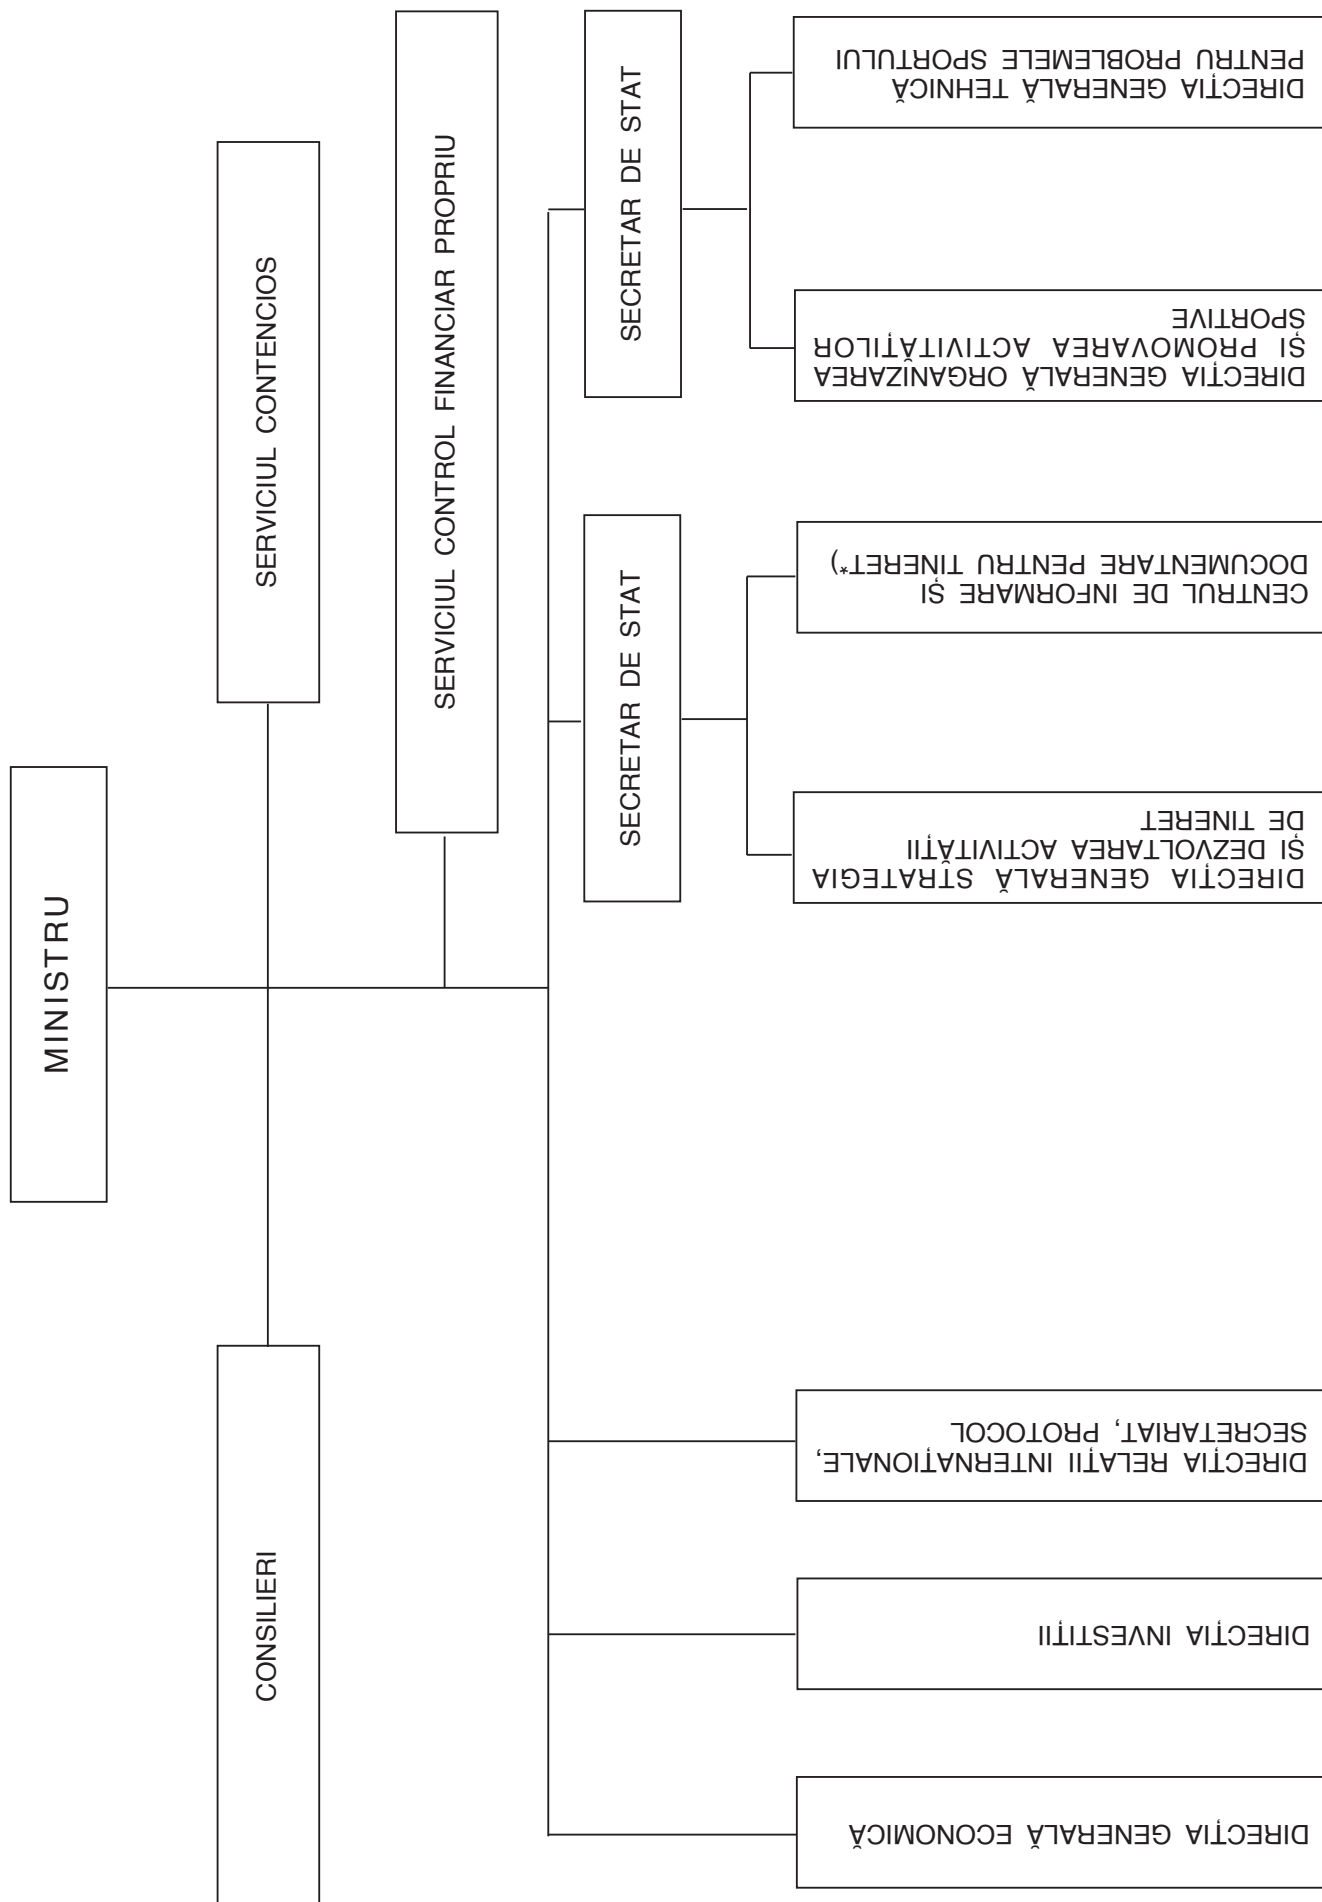 MINISTRU
CONSILIERI
SERVICIUL CONTENCIOS
SERVICIUL CONTROL FINANCIAR PROPRIU
SECRETAR DE STAT
SECRETAR DE STAT
DIRECȚIA GENERALĂ ECONOMICĂ
DIRECȚIA INVESTIȚII
DIRECȚIA RELAȚII INTERNAȚIONALE,
SECRETARIAT, PROTOCOL
DIRECȚIA GENERALĂ STRATEGIA
ȘI DEZVOLTAREA ACTIVITĂȚII
DE TINERET
CENTRUL DE INFORMARE ȘI
DOCUMENTARE PENTRU TINERET*)
DIRECȚIA GENERALĂ ORGANIZAREA
ȘI PROMOVAREA ACTIVITĂȚILOR
SPORTIVE
DIRECȚIA GENERALĂ TEHNICĂ
PENTRU PROBLEMELE SPORTULUI